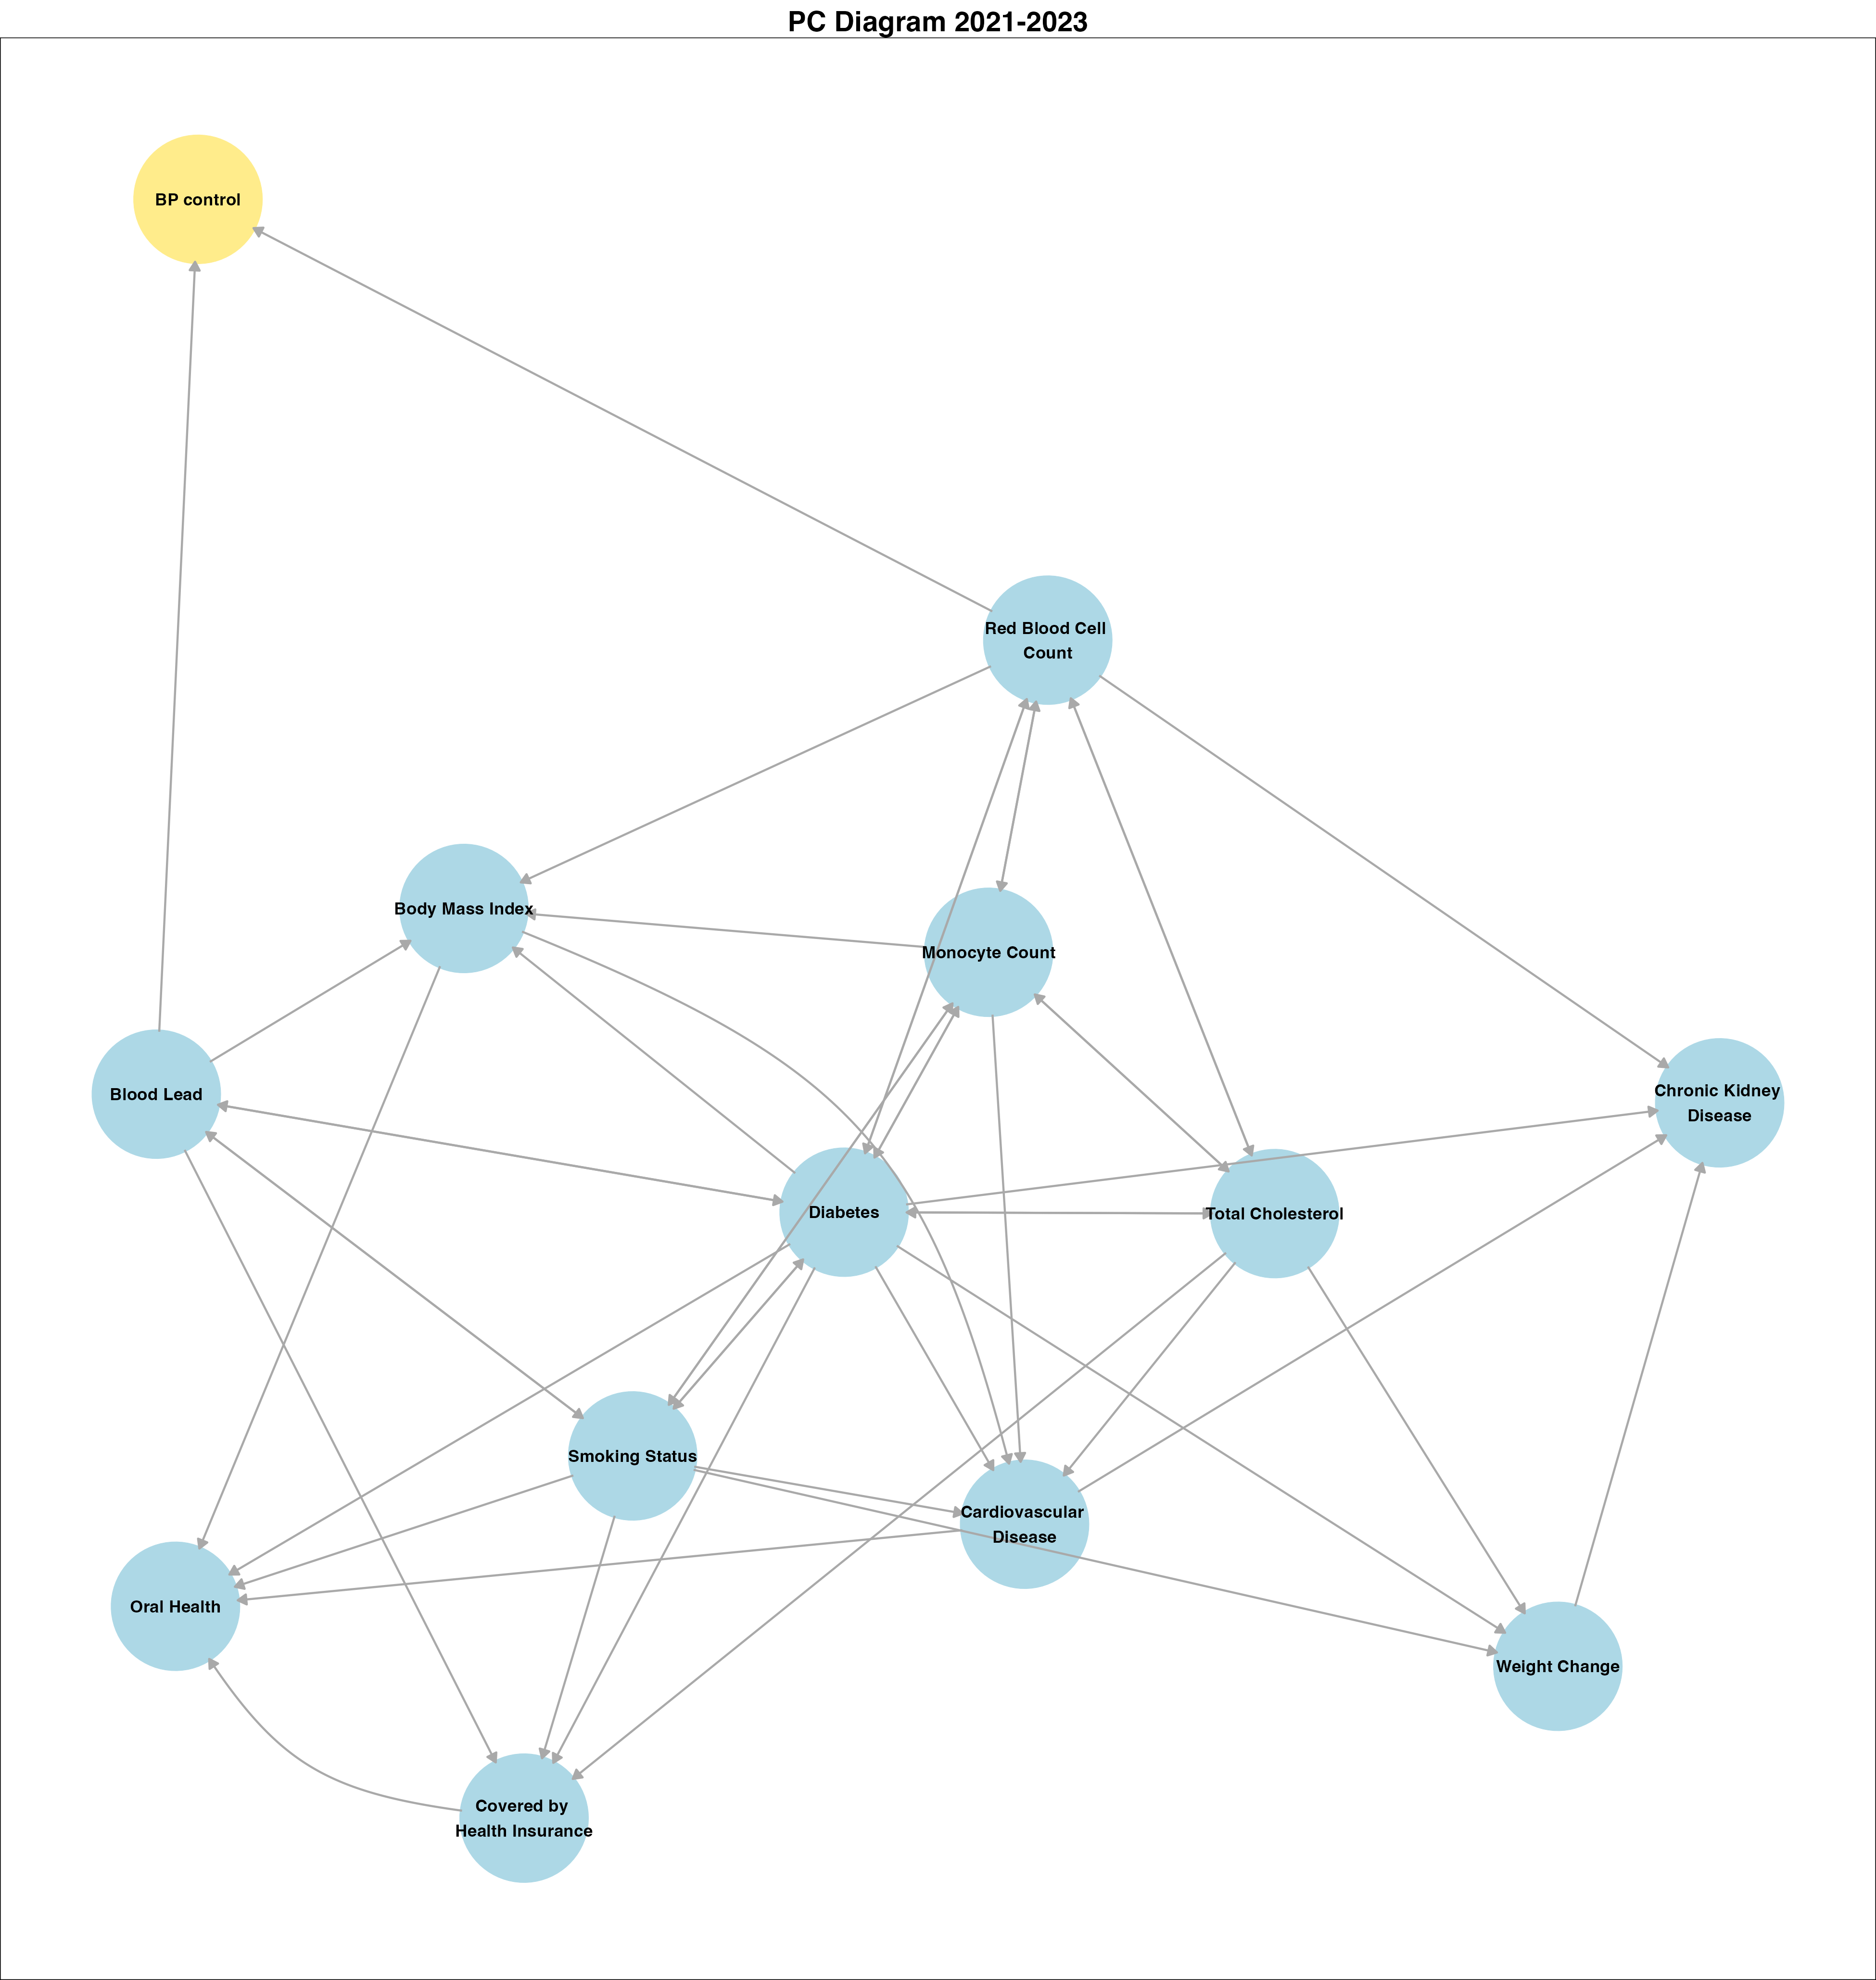 PC Diagram 2021-2023
BP control
Red Blood Cell
Count
Body Mass Index
Monocyte Count
Blood Lead
Chronic Kidney
Disease
Diabetes
Total Cholesterol
Smoking Status
Cardiovascular
Disease
Oral Health
Weight Change
Covered by
Health Insurance